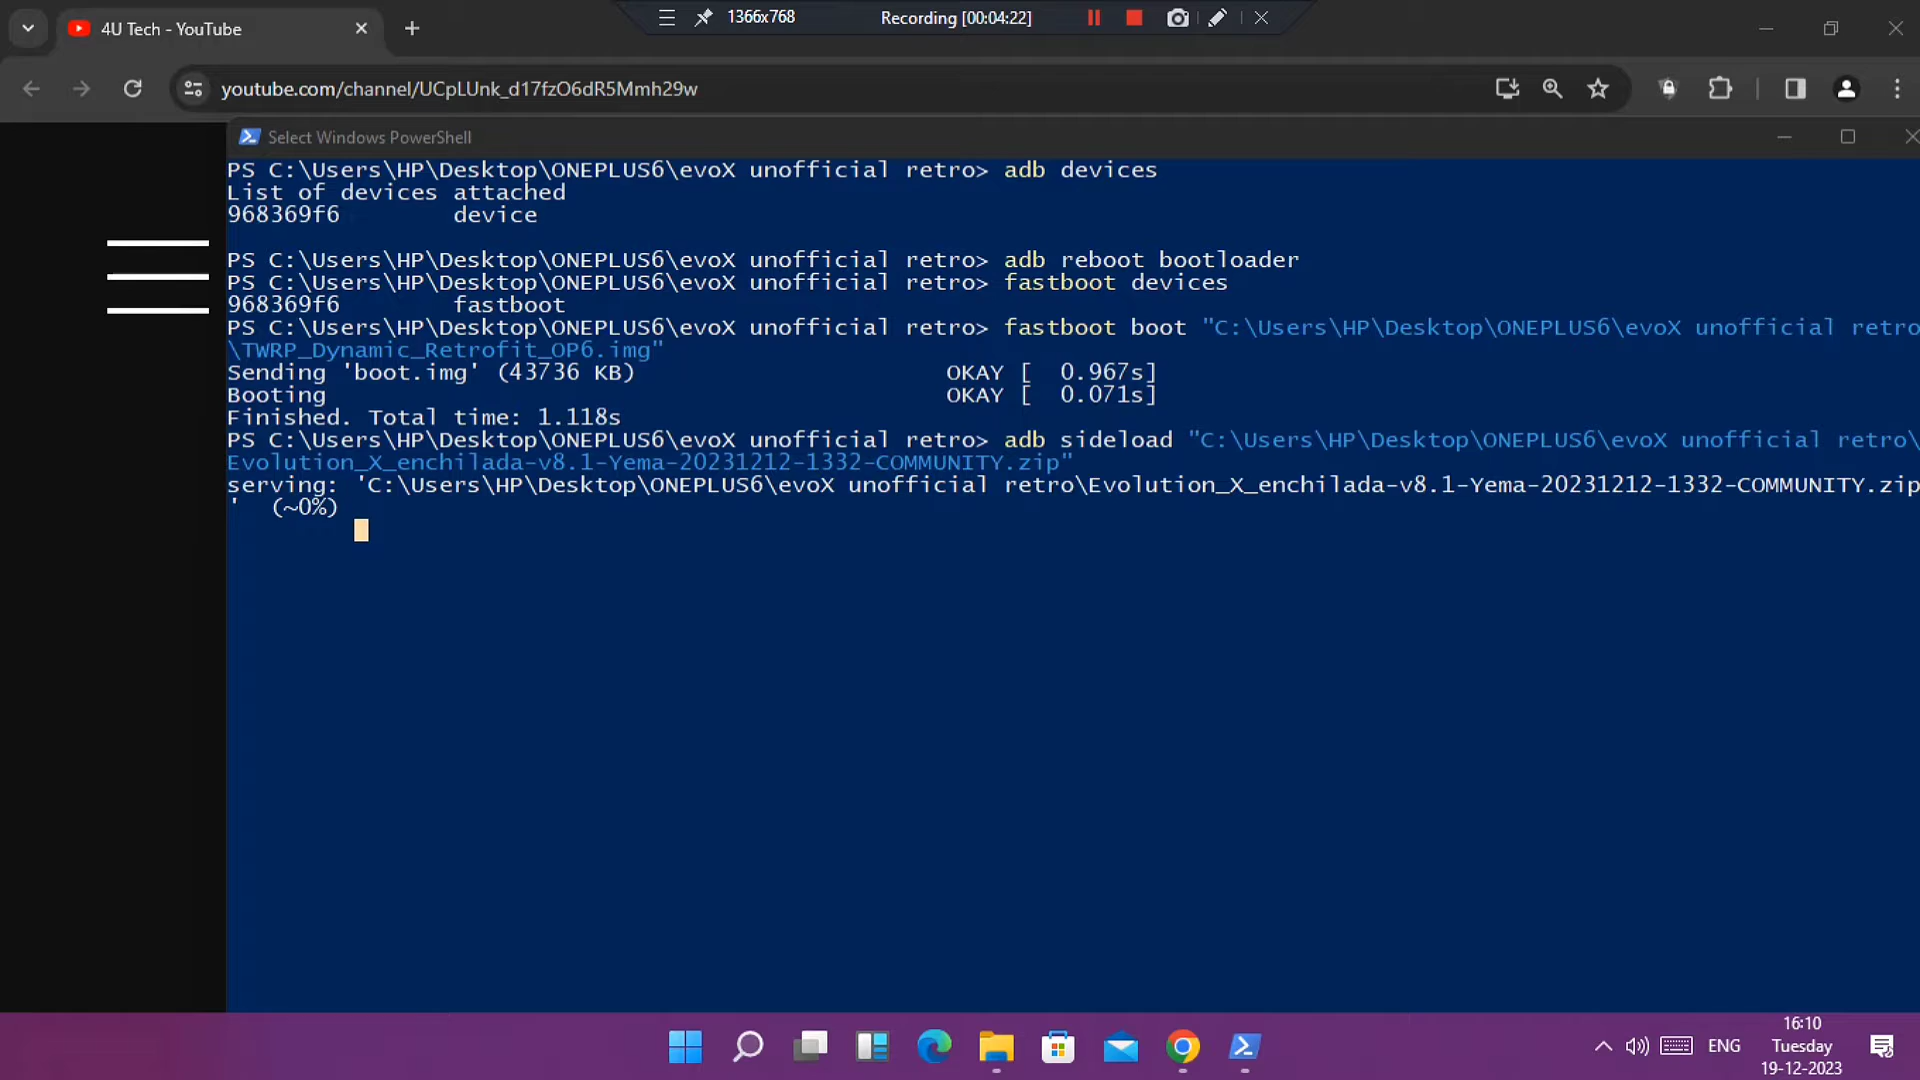 1366x768
Recording [00:04:22]
4U Tech - YouTube
youtube.com/channel/UCpLUnk_d17fzO6dR5Mmh29w
Select Windows PowerShell
PS C:\Users\HP\Desktop\ONEPLUS6\evoX unofficial retro> adb devices
List of devices attached
968369f6 device
PS C:\Users\HP\Desktop\ONEPLUS6\evoX unofficial retro> adb reboot bootloader
PS C:\Users\HP\Desktop\ONEPLUS6\evoX unofficial retro> fastboot devices
968369f6 fastboot
PS C:\Users\HP\Desktop\ONEPLUS6\evoX unofficial retro> fastboot boot "C:\Users\HP\Desktop\ONEPLUS6\evoX unofficial retro
\TWRP_Dynamic_Retrofit_OP6.img"
Sending 'boot.img' (43736 KB) OKAY [ 0.967s]
Booting OKAY [ 0.071s]
Finished. Total time: 1.118s
PS C:\Users\HP\Desktop\ONEPLUS6\evoX unofficial retro> adb sideload "C:\Users\HP\Desktop\ONEPLUS6\evoX unofficial retro\
Evolution_X_enchilada-v8.1-Yema-20231212-1332-COMMUNITY.zip"
serving: 'C:\Users\HP\Desktop\ONEPLUS6\evoX unofficial retro\Evolution_X_enchilada-v8.1-Yema-20231212-1332-COMMUNITY.zip
' (~0%)
ENG
16:10
Tuesday
19-12-2023